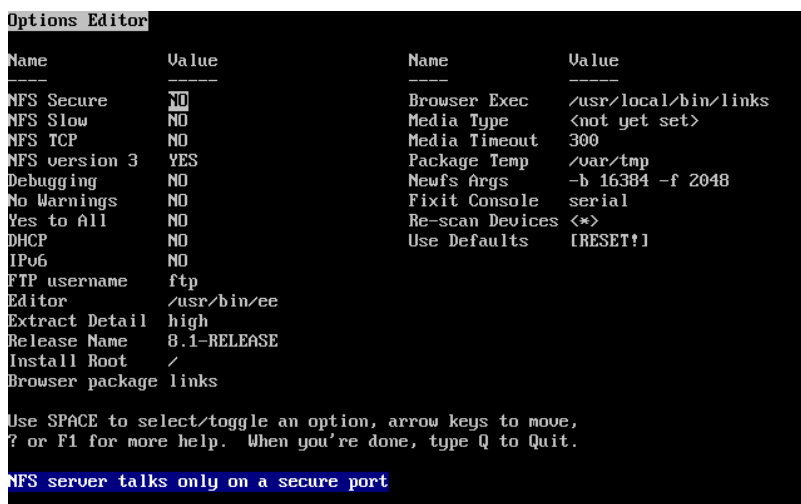 Options Editor
Name Value Name Value
---- ----- ---- -----
NFS Secure NO Browser Exec /usr/local/bin/links
NFS Slow NO Media Type <not yet set>
NFS TCP NO Media Timeout 300
NFS version 3 YES Package Temp /var/tmp
Debugging NO Newfs Args -b 16384 -f 2048
No Warnings NO Fixit Console serial
Yes to All NO Re-scan Devices <*>
DHCP NO Use Defaults [RESET!]
IPv6 NO
FTP username ftp
Editor /usr/bin/ee
Extract Detail high
Release Name 8.1-RELEASE
Install Root /
Browser package links
Use SPACE to select/toggle an option, arrow keys to move,
? or F1 for more help. When you're done, type Q to Quit.
NFS server talks only on a secure port